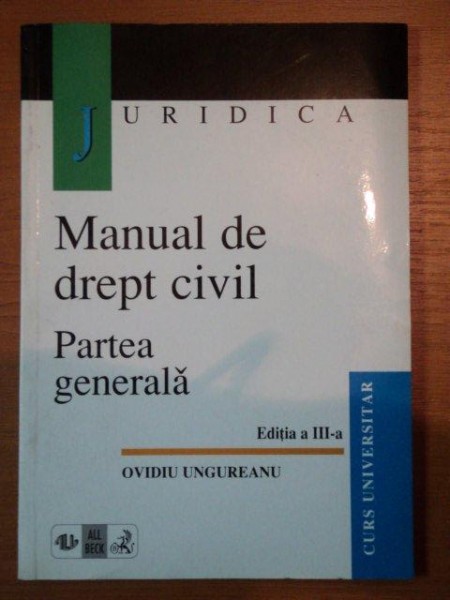 JURIDICA
Manual de
drept civil
Partea
generală
Ediția a III-a
OVIDIU UNGUREANU
CURS UNIVERSITAR
ALL
BECK